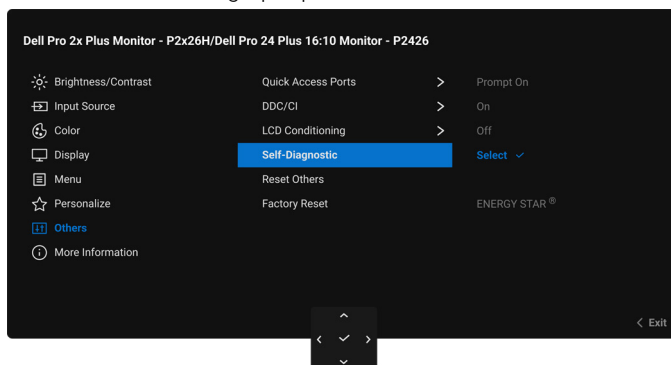 Dell Pro 2x Plus Monitor - P2x26H/Dell Pro 24 Plus 16:10 Monitor - P2426
Brightness/Contrast Quick Access Ports > Prompt On
Input Source DDC/CI > On
Color LCD Conditioning > Off
Display Self-Diagnostic Select ✓
Menu Reset Others
Personalize Factory Reset ENERGY STAR ®
Others
More Information
< Exit